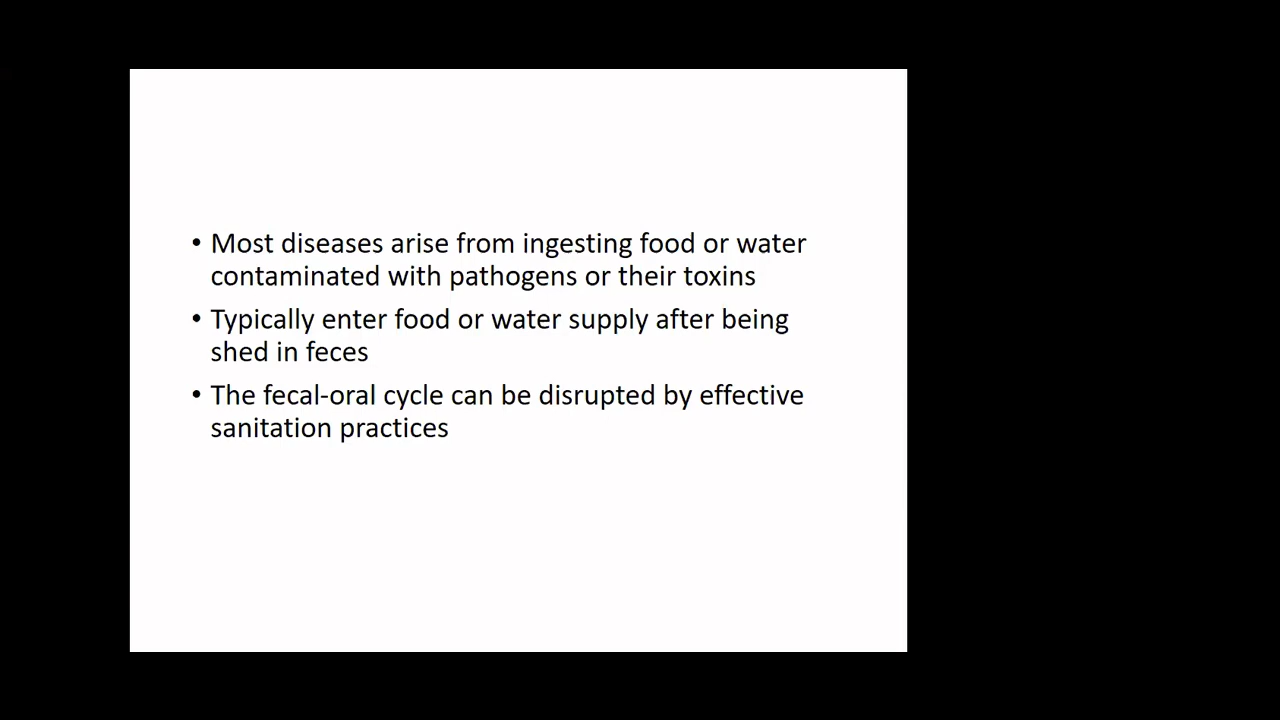 • Most diseases arise from ingesting food or water
contaminated with pathogens or their toxins
• Typically enter food or water supply after being
shed in feces
• The fecal-oral cycle can be disrupted by effective
sanitation practices